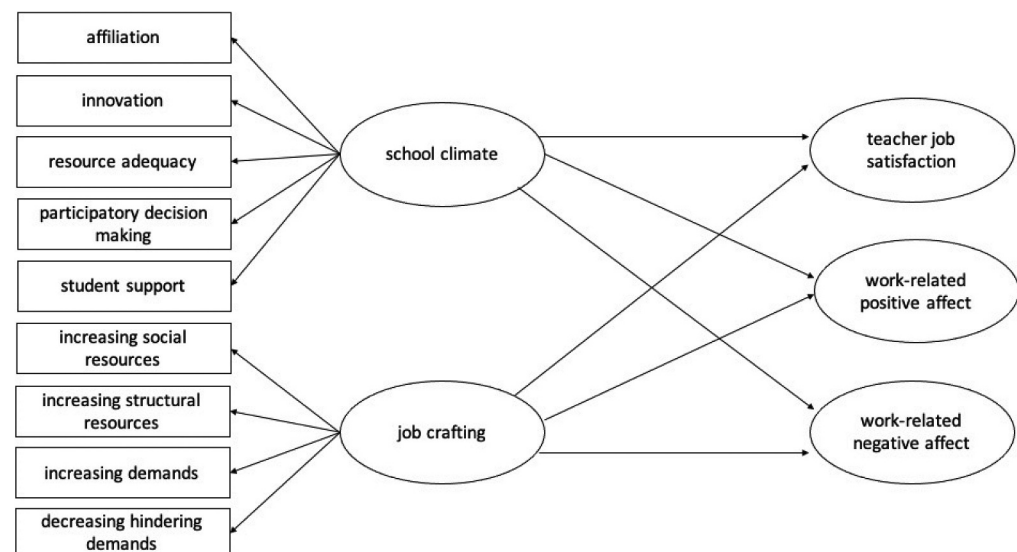 affiliation
innovation
resource adequacy
participatory decision
making
student support
increasing social
resources
increasing structural
resources
increasing demands
decreasing hindering
demands
school climate
job crafting
teacher job
satisfaction
work-related
positive affect
work-related
negative affect